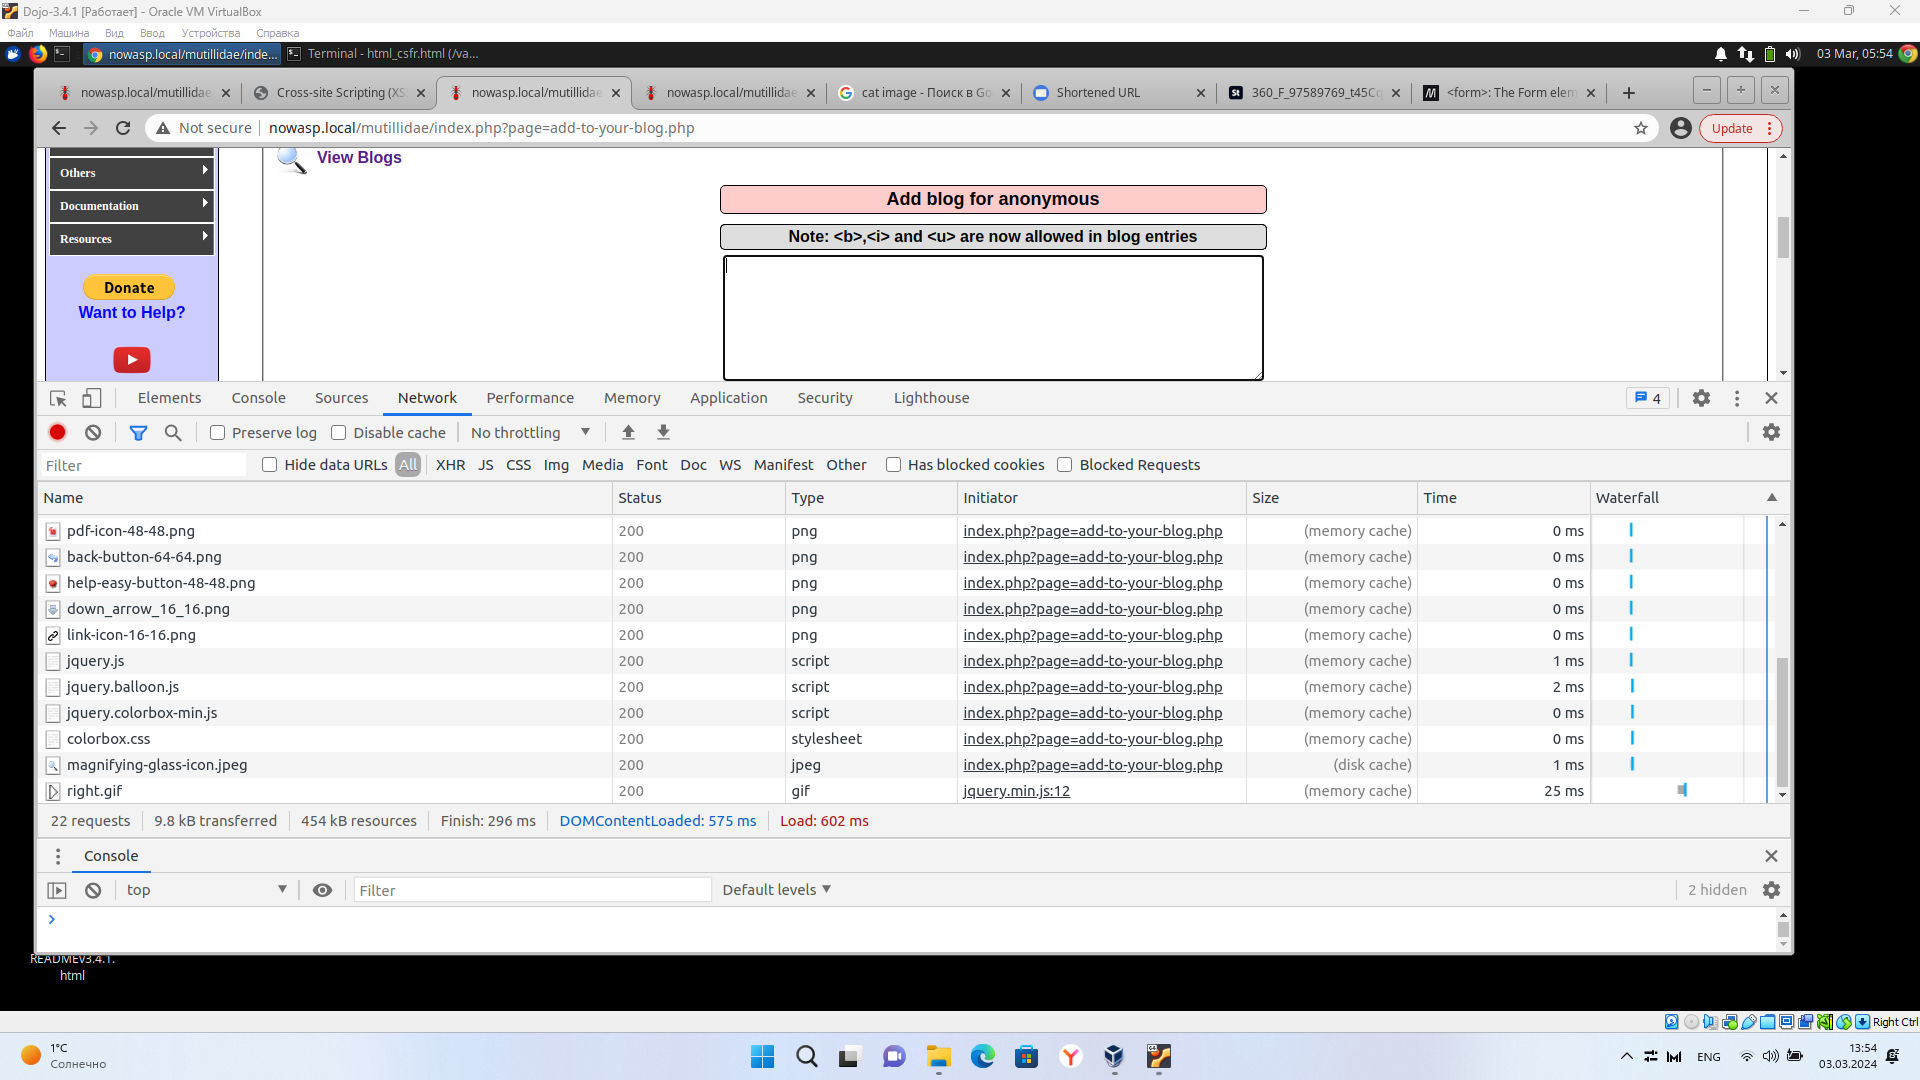 Dojo-3.4.1 [Работает] - Oracle VM VirtualBox
Файл Машина Вид Ввод Устройства Справка
nowasp.local/mutillidae/inde... Terminal - html_csfr.html (/va... 03 Mar, 05:54
nowasp.local/mutillidae Cross-site Scripting (XS nowasp.local/mutillidae nowasp.local/mutillidae cat image - Поиск в Go Shortened URL 360_F_97589769_t45Cq <form>: The Form elem
Not secure nowasp.local/mutillidae/index.php?page=add-to-your-blog.php Update
View Blogs
Others
Documentation
Resources
Donate
Want to Help?
Add blog for anonymous
Note: <b>,<i> and <u> are now allowed in blog entries
Elements Console Sources Network Performance Memory Application Security Lighthouse 4
Preserve log Disable cache No throttling
Filter Hide data URLs All XHR JS CSS Img Media Font Doc WS Manifest Other Has blocked cookies Blocked Requests
Name Status Type Initiator Size Time Waterfall
pdf-icon-48-48.png 200 png index.php?page=add-to-your-blog.php (memory cache) 0 ms
back-button-64-64.png 200 png index.php?page=add-to-your-blog.php (memory cache) 0 ms
help-easy-button-48-48.png 200 png index.php?page=add-to-your-blog.php (memory cache) 0 ms
down_arrow_16_16.png 200 png index.php?page=add-to-your-blog.php (memory cache) 0 ms
link-icon-16-16.png 200 png index.php?page=add-to-your-blog.php (memory cache) 0 ms
jquery.js 200 script index.php?page=add-to-your-blog.php (memory cache) 1 ms
jquery.balloon.js 200 script index.php?page=add-to-your-blog.php (memory cache) 2 ms
jquery.colorbox-min.js 200 script index.php?page=add-to-your-blog.php (memory cache) 0 ms
colorbox.css 200 stylesheet index.php?page=add-to-your-blog.php (memory cache) 0 ms
magnifying-glass-icon.jpeg 200 jpeg index.php?page=add-to-your-blog.php (disk cache) 1 ms
right.gif 200 gif jquery.min.js:12 (memory cache) 25 ms
22 requests 9.8 kB transferred 454 kB resources Finish: 296 ms DOMContentLoaded: 575 ms Load: 602 ms
Console
top Filter Default levels 2 hidden
READMEv3.4.1.
html
Right Ctrl
1°C
Солнечно
ENG
13:54
03.03.2024